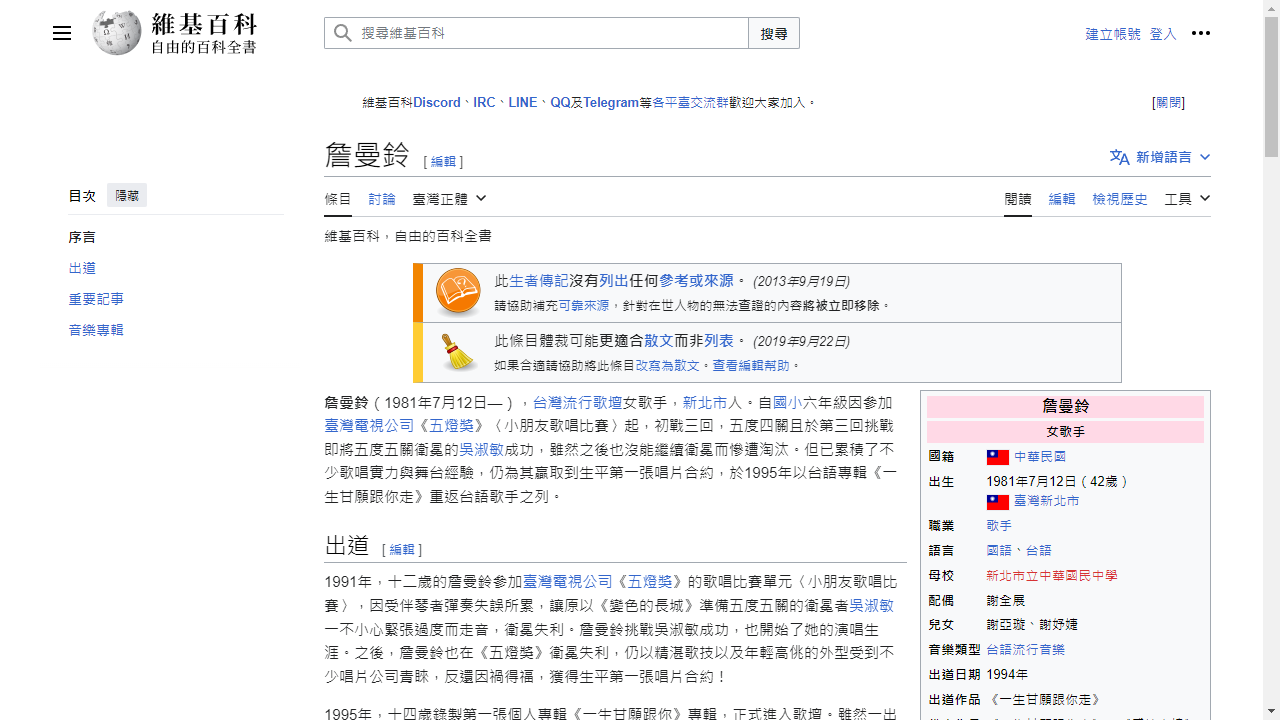 維基百科
自由的百科全書
搜尋維基百科
搜尋
建立帳號 登入
維基百科Discord、IRC、LINE、QQ及Telegram等各平臺交流群歡迎大家加入。
[關閉]
詹曼鈴 [ 編輯 ]
新增語言
目次 隱藏
序言
出道
重要記事
音樂專輯
條目 討論 臺灣正體
閱讀 編輯 檢視歷史 工具
維基百科，自由的百科全書
此生者傳記沒有列出任何參考或來源。 (2013年9月19日)
請協助補充可靠來源，針對在世人物的無法查證的內容將被立即移除。
此條目體裁可能更適合散文而非列表。 (2019年9月22日)
如果合適請協助將此條目改寫為散文。查看編輯幫助。
詹曼鈴（1981年7月12日—），台灣流行歌壇女歌手，新北市人。自國小六年級因參加
臺灣電視公司《五燈獎》〈小朋友歌唱比賽〉起，初戰三回，五度四關且於第三回挑戰
即將五度五關衛冕的吳淑敏成功，雖然之後也沒能繼續衛冕而慘遭淘汰。但已累積了不
少歌唱實力與舞台經驗，仍為其贏取到生平第一張唱片合約，於1995年以台語專輯《一
生甘願跟你走》重返台語歌手之列。
出道 [ 編輯 ]
1991年，十二歲的詹曼鈴參加臺灣電視公司《五燈獎》的歌唱比賽單元〈小朋友歌唱比
賽〉，因受伴琴者彈奏失誤所累，讓原以《變色的長城》準備五度五關的衛冕者吳淑敏
一不小心緊張過度而走音，衛冕失利。詹曼鈴挑戰吳淑敏成功，也開始了她的演唱生
涯。之後，詹曼鈴也在《五燈獎》衛冕失利，仍以精湛歌技以及年輕高佻的外型受到不
少唱片公司青睞，反還因禍得福，獲得生平第一張唱片合約！
1995年，十四歲錄製第一張個人專輯《一生甘願跟你》專輯，正式進入歌壇。雖然一出
詹曼鈴
女歌手
國籍 中華民國
出生 1981年7月12日（42歲）
臺灣新北市
職業 歌手
語言 國語、台語
母校 新北市立中華國民中學
配偶 謝全展
兒女 謝亞璇、謝妤婕
音樂類型 台語流行音樂
出道日期 1994年
出道作品 《一生甘願跟你走》